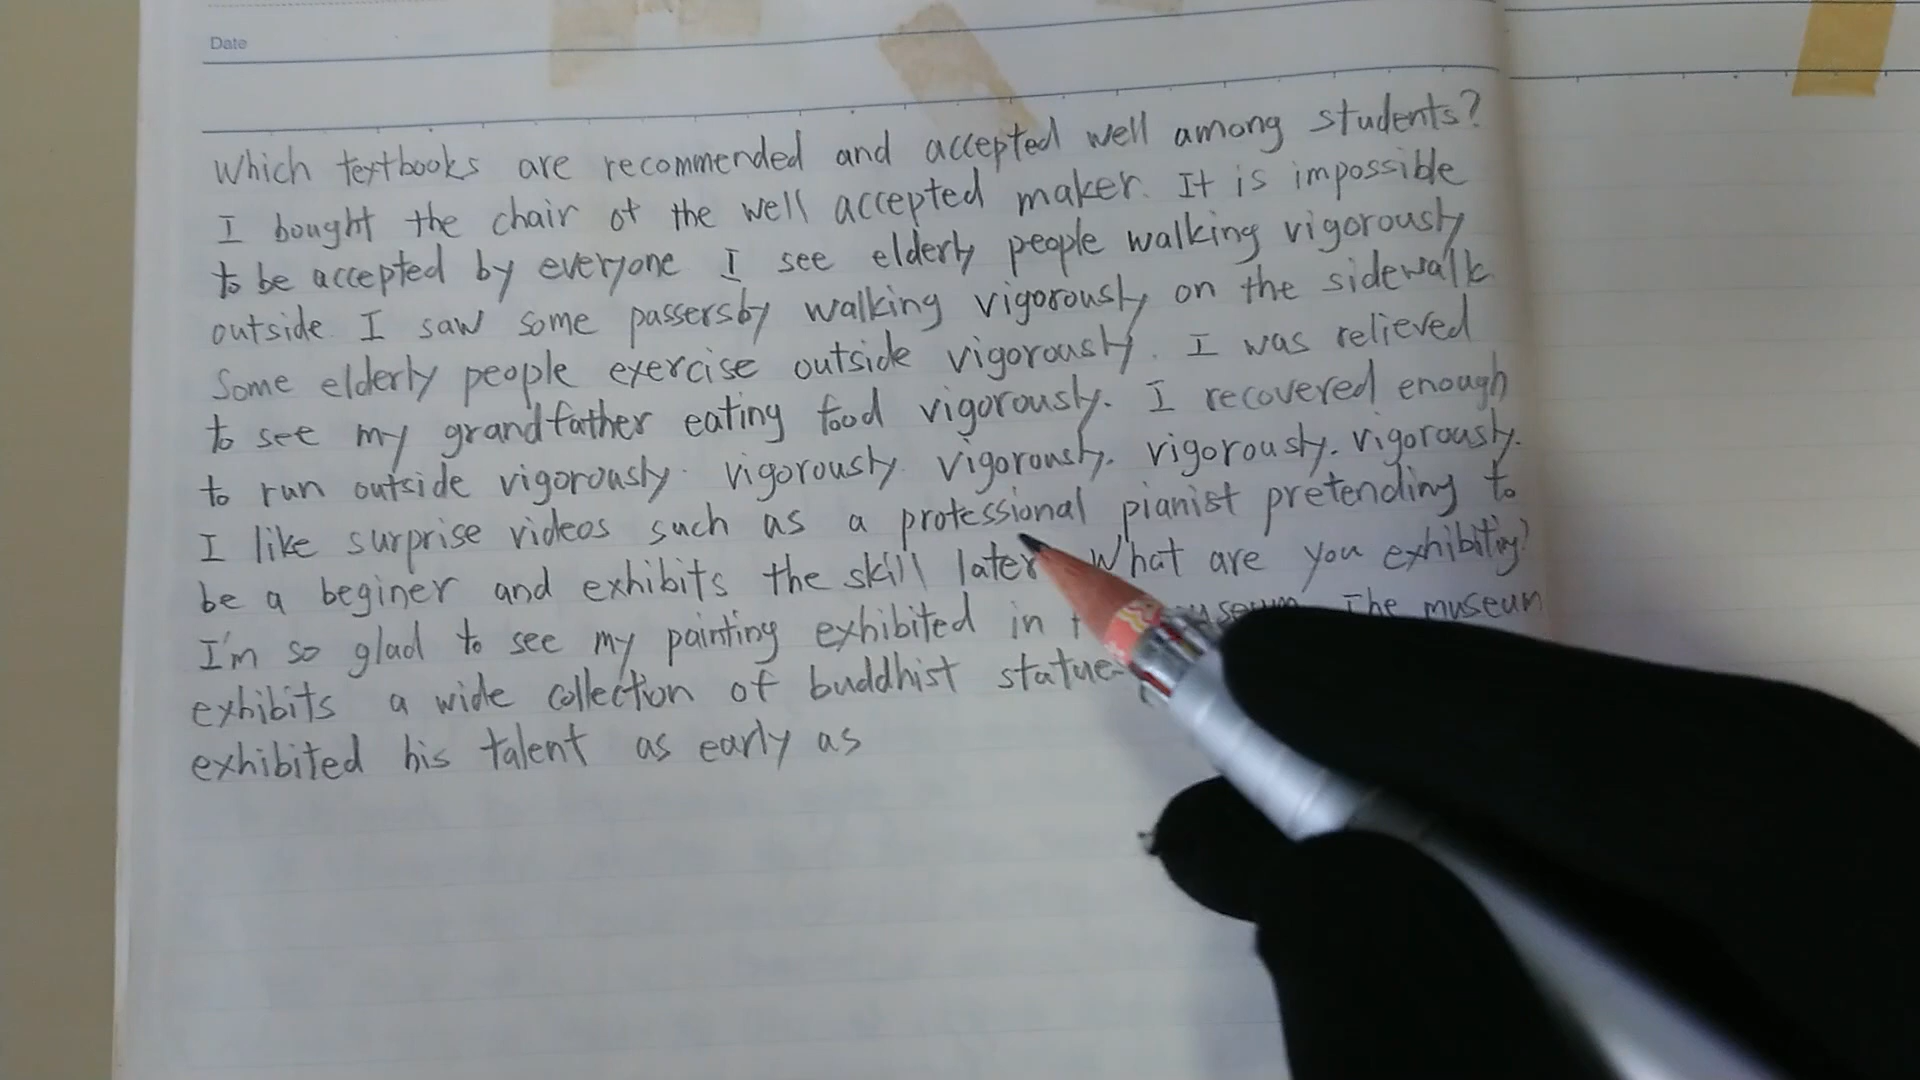 Date
Which textbooks are recommended and accepted well among students?
I bought the chair of the well accepted maker. It is impossible
to be accepted by everyone I see elderly people walking vigorously
outside. I saw some passersby walking vigorously on the sidewalk
Some elderly people exercise outside vigorously. I was relieved
to see my grandfather eating food vigorously. I recovered enough
to run outside vigorously. vigorously. vigorously. vigorously. vigorously.
I like surprise videos such as a professional pianist pretending to
be a beginer and exhibits the skill later What are you exhibiting?
I'm so glad to see my painting exhibited in The museum
exhibits a wide collection of buddhist
exhibited his talent as early as